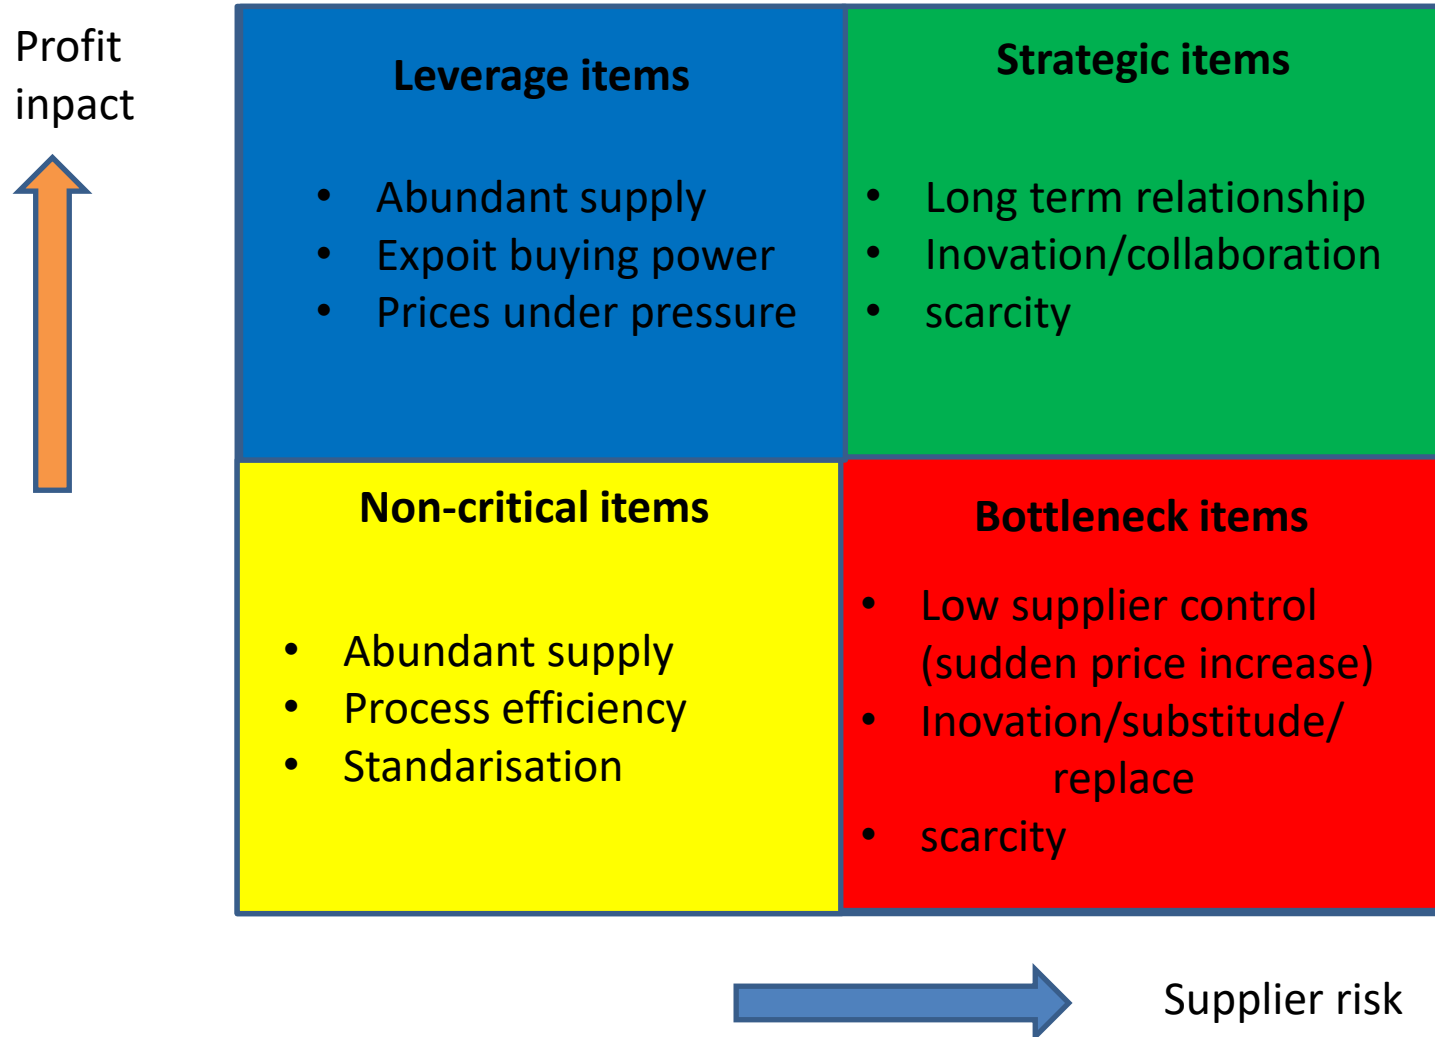 Profit
inpact
Leverage items
• Abundant supply
• Expoit buying power
• Prices under pressure
Strategic items
• Long term relationship
• Inovation/collaboration
• scarcity
Non-critical items
• Abundant supply
• Process efficiency
• Standarisation
Bottleneck items
• Low supplier control
(sudden price increase)
• Inovation/substitude/
replace
• scarcity
Supplier risk